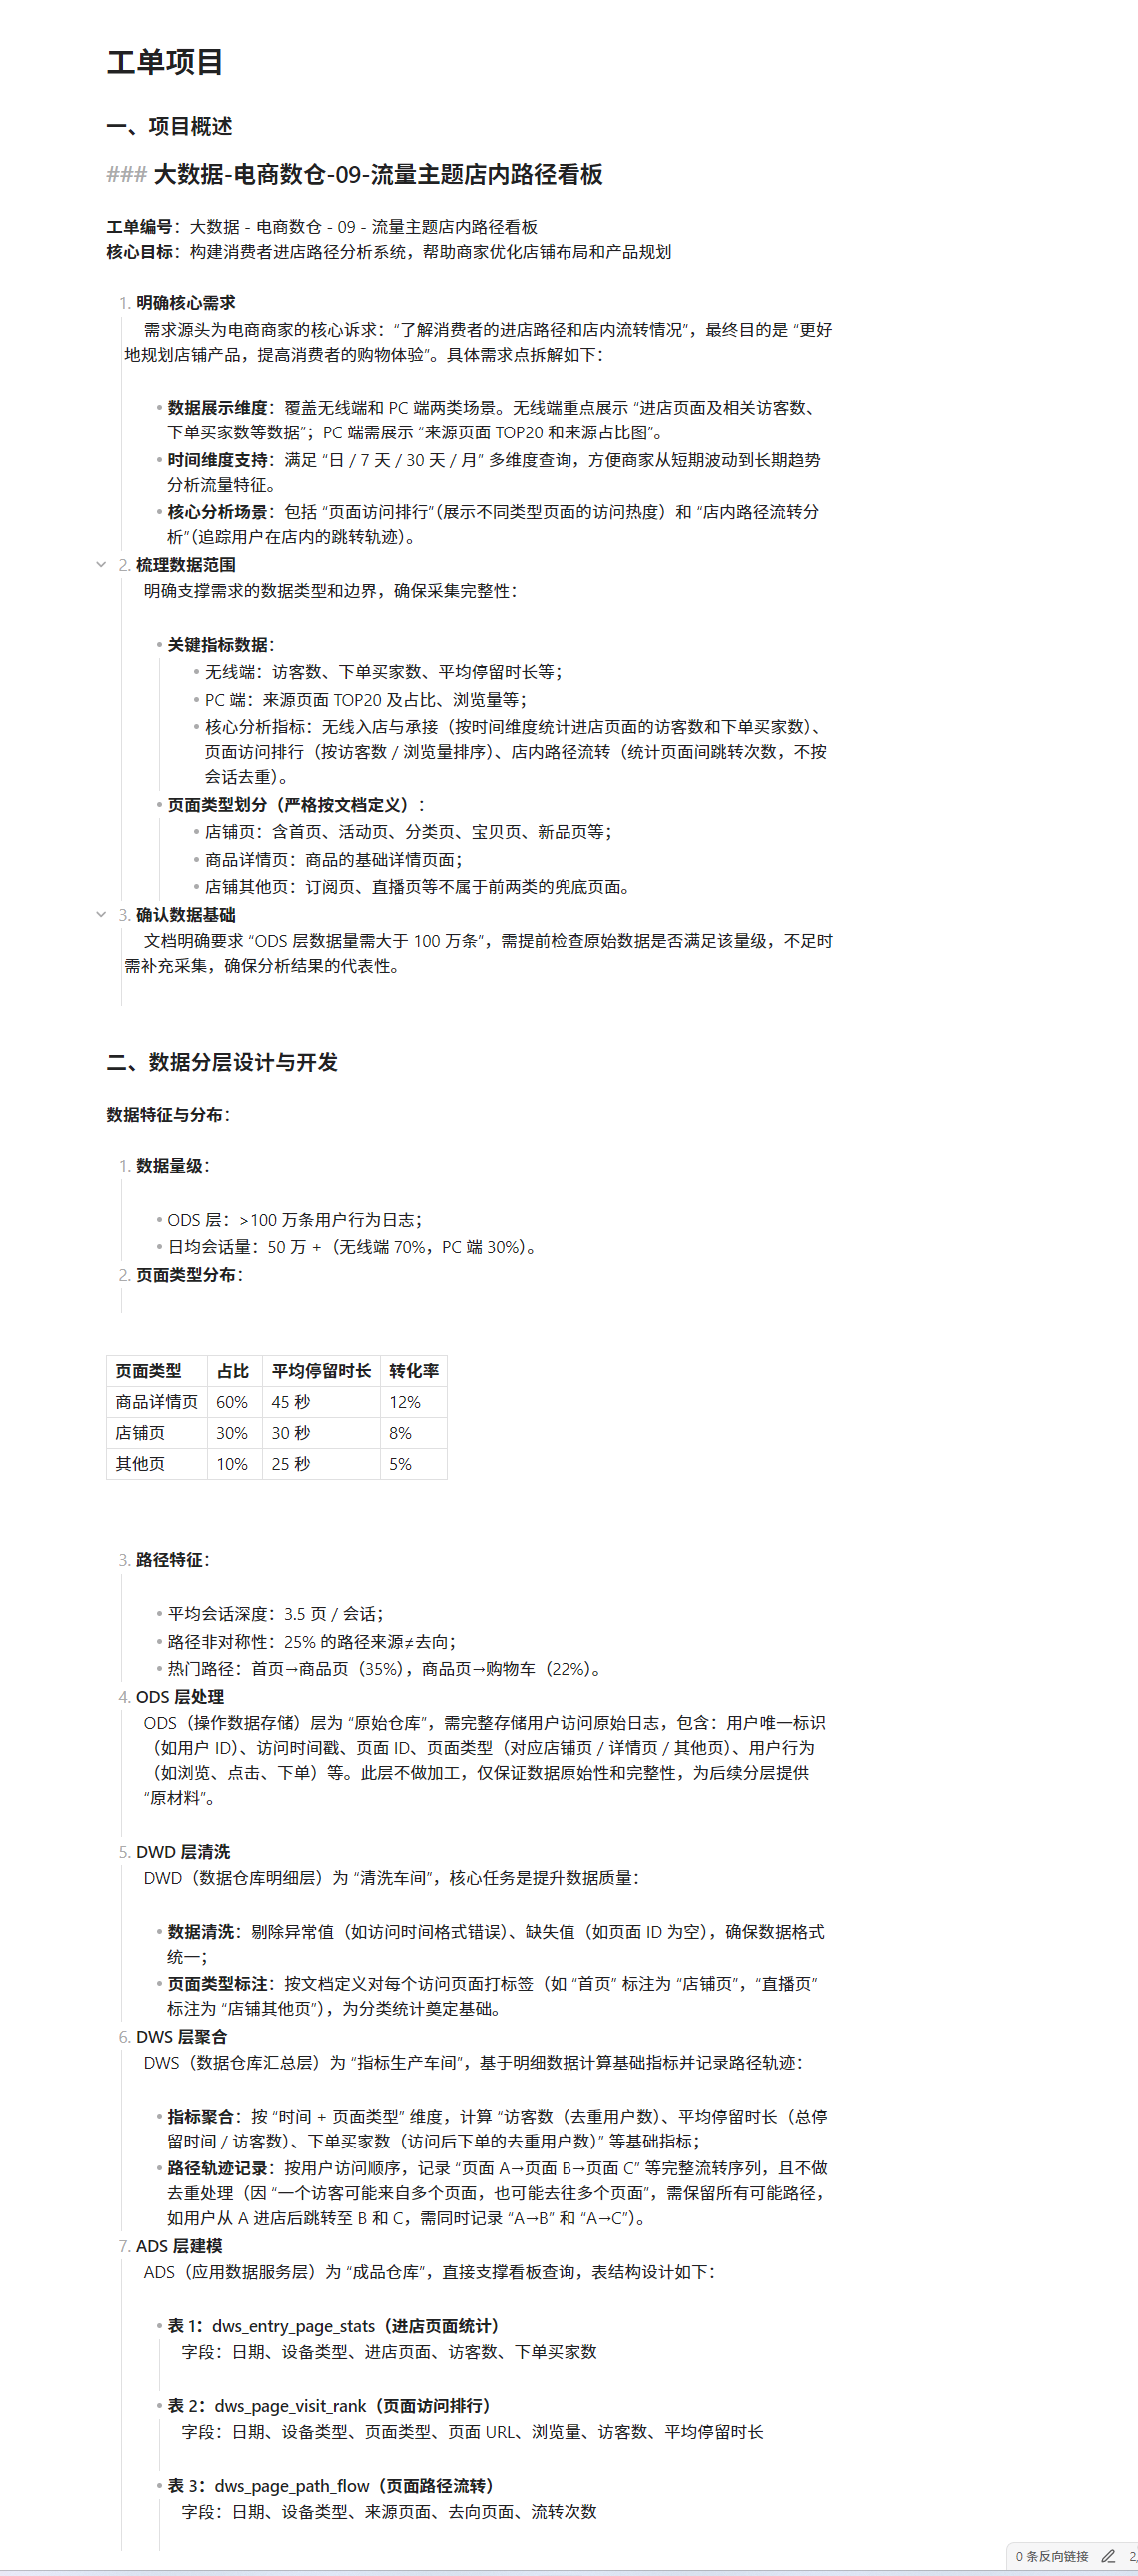 工单项目
一、项目概述
### 大数据-电商数仓-09-流量主题店内路径看板
工单编号：大数据 - 电商数仓 - 09 - 流量主题店内路径看板
核心目标：构建消费者进店路径分析系统，帮助商家优化店铺布局和产品规划
1. 明确核心需求
需求源头为电商商家的核心诉求：“了解消费者的进店路径和店内流转情况”，最终目的是 “更好
地规划店铺产品，提高消费者的购物体验”。具体需求点拆解如下：
• 数据展示维度：覆盖无线端和 PC 端两类场景。无线端重点展示 “进店页面及相关访客数、
下单买家数等数据”；PC 端需展示 “来源页面 TOP20 和来源占比图”。
• 时间维度支持：满足 “日 / 7 天 / 30 天 / 月” 多维度查询，方便商家从短期波动到长期趋势
分析流量特征。
• 核心分析场景：包括 “页面访问排行”（展示不同类型页面的访问热度）和 “店内路径流转分
析”（追踪用户在店内的跳转轨迹）。
2. 梳理数据范围
明确支撑需求的数据类型和边界，确保采集完整性：
• 关键指标数据：
• 无线端：访客数、下单买家数、平均停留时长等；
• PC 端：来源页面 TOP20 及占比、浏览量等；
• 核心分析指标：无线入店与承接（按时间维度统计进店页面的访客数和下单买家数）、
页面访问排行（按访客数 / 浏览量排序）、店内路径流转（统计页面间跳转次数，不按
会话去重）。
• 页面类型划分（严格按文档定义）：
• 店铺页：含首页、活动页、分类页、宝贝页、新品页等；
• 商品详情页：商品的基础详情页面；
• 店铺其他页：订阅页、直播页等不属于前两类的兜底页面。
3. 确认数据基础
文档明确要求 “ODS 层数据量需大于 100 万条”，需提前检查原始数据是否满足该量级，不足时
需补充采集，确保分析结果的代表性。
二、数据分层设计与开发
数据特征与分布：
1. 数据量级：
• ODS 层：>100 万条用户行为日志；
• 日均会话量：50 万 +（无线端 70%，PC 端 30%）。
2. 页面类型分布：
页面类型 占比 平均停留时长 转化率
商品详情页 60% 45 秒 12%
店铺页 30% 30 秒 8%
其他页 10% 25 秒 5%
3. 路径特征：
• 平均会话深度：3.5 页 / 会话；
• 路径非对称性：25% 的路径来源≠去向；
• 热门路径：首页→商品页（35%），商品页→购物车（22%）。
4. ODS 层处理
ODS（操作数据存储）层为 “原始仓库”，需完整存储用户访问原始日志，包含：用户唯一标识
（如用户 ID）、访问时间戳、页面 ID、页面类型（对应店铺页 / 详情页 / 其他页）、用户行为
（如浏览、点击、下单）等。此层不做加工，仅保证数据原始性和完整性，为后续分层提供
“原材料”。
5. DWD 层清洗
DWD（数据仓库明细层）为 “清洗车间”，核心任务是提升数据质量：
• 数据清洗：剔除异常值（如访问时间格式错误）、缺失值（如页面 ID 为空），确保数据格式
统一；
• 页面类型标注：按文档定义对每个访问页面打标签（如 “首页” 标注为 “店铺页”，“直播页”
标注为 “店铺其他页”），为分类统计奠定基础。
6. DWS 层聚合
DWS（数据仓库汇总层）为 “指标生产车间”，基于明细数据计算基础指标并记录路径轨迹：
• 指标聚合：按 “时间 + 页面类型” 维度，计算 “访客数（去重用户数）、平均停留时长（总停
留时间 / 访客数）、下单买家数（访问后下单的去重用户数）” 等基础指标；
• 路径轨迹记录：按用户访问顺序，记录 “页面 A→页面 B→页面 C” 等完整流转序列，且不做
去重处理（因 “一个访客可能来自多个页面，也可能去往多个页面”，需保留所有可能路径，
如用户从 A 进店后跳转至 B 和 C，需同时记录 “A→B” 和 “A→C”）。
7. ADS 层建模
ADS（应用数据服务层）为 “成品仓库”，直接支撑看板查询，表结构设计如下：
• 表 1：dws_entry_page_stats（进店页面统计）
字段：日期、设备类型、进店页面、访客数、下单买家数
• 表 2：dws_page_visit_rank（页面访问排行）
字段：日期、设备类型、页面类型、页面 URL、浏览量、访客数、平均停留时长
• 表 3：dws_page_path_flow（页面路径流转）
字段：日期、设备类型、来源页面、去向页面、流转次数
0 条反向链接